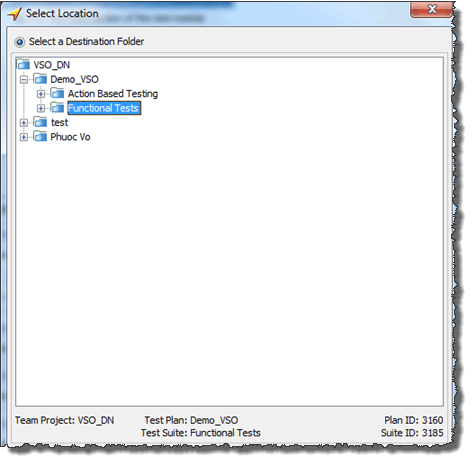 Select Location
Select a Destination Folder
VSO_DN
Demo_VSO
Action Based Testing
Functional Tests
test
Phuoc Vo
Team Project: VSO_DN Test Plan: Demo_VSO Plan ID: 3160
Test Suite: Functional Tests Suite ID: 3185